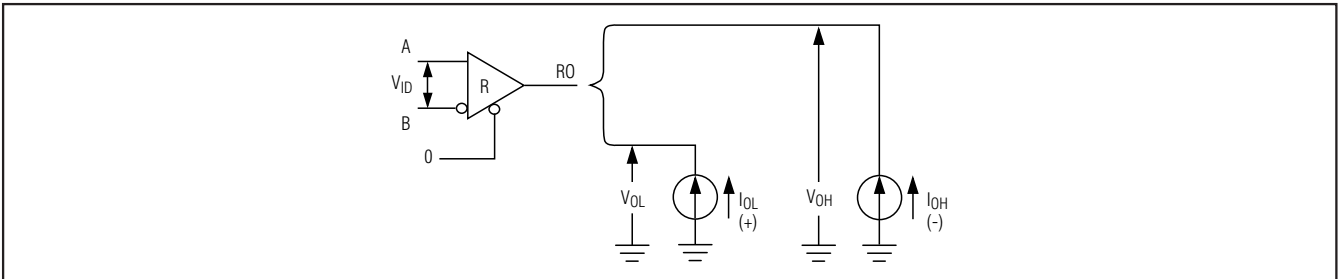 A
V_ID
B
R
RO
0
V_OL
I_OL
(+)
V_OH
I_OH
(-)